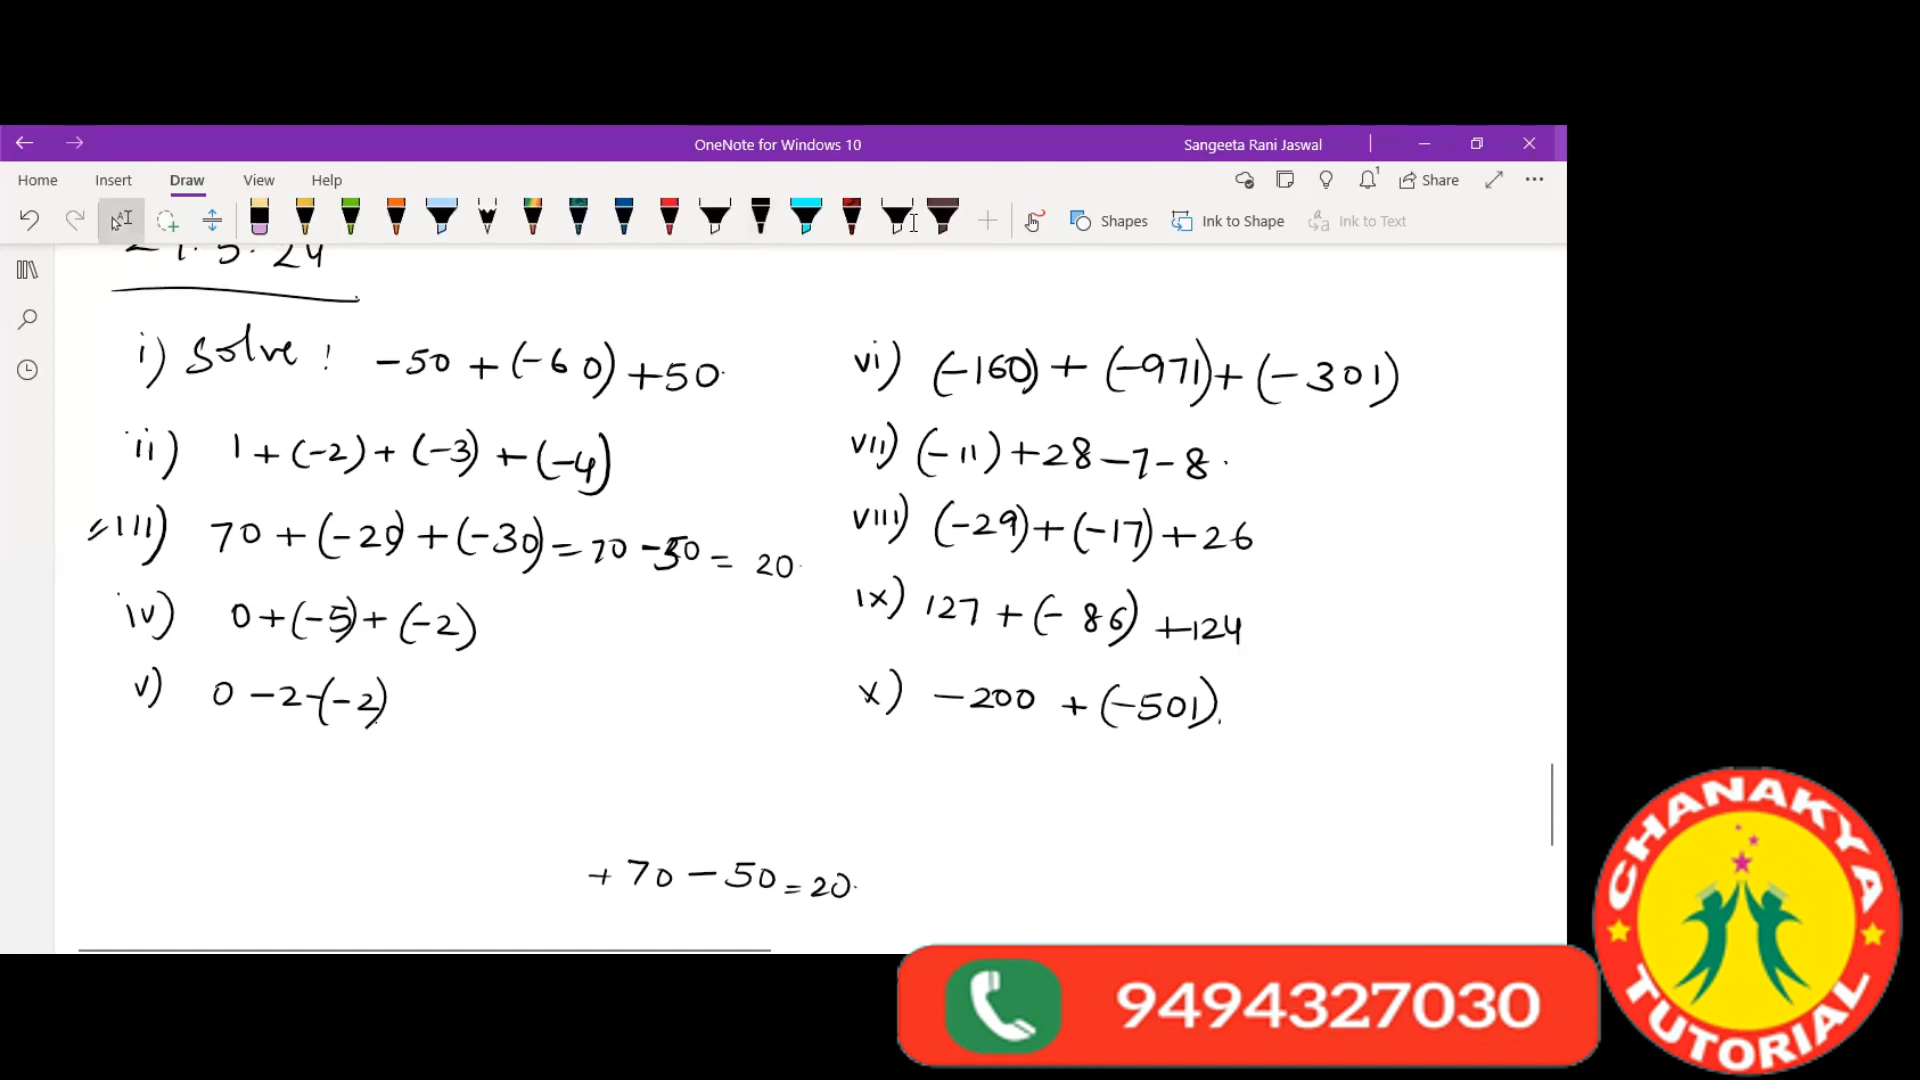 OneNote for Windows 10
Sangeeta Rani Jaswal
Home Insert Draw View Help
1 Share
Shapes Ink to Shape Ink to Text
i) Solve : -50 + (-60) +50.
ii) 1 + (-2) + (-3) + (-4)
iii) 70 + (-20) + (-30) = 70 -50 = 20.
iv) 0 + (-5) + (-2)
v) 0 -2-(-2)
vi) (-160) + (-971) + (-301)
vii) (-11) +28 -7 -8.
viii) (-29) + (-17) +26
ix) 127 + (-86) +124
x) -200 + (-501).
+ 70 - 50 = 20.
CHANAKYA
TUTORIAL
9494327030